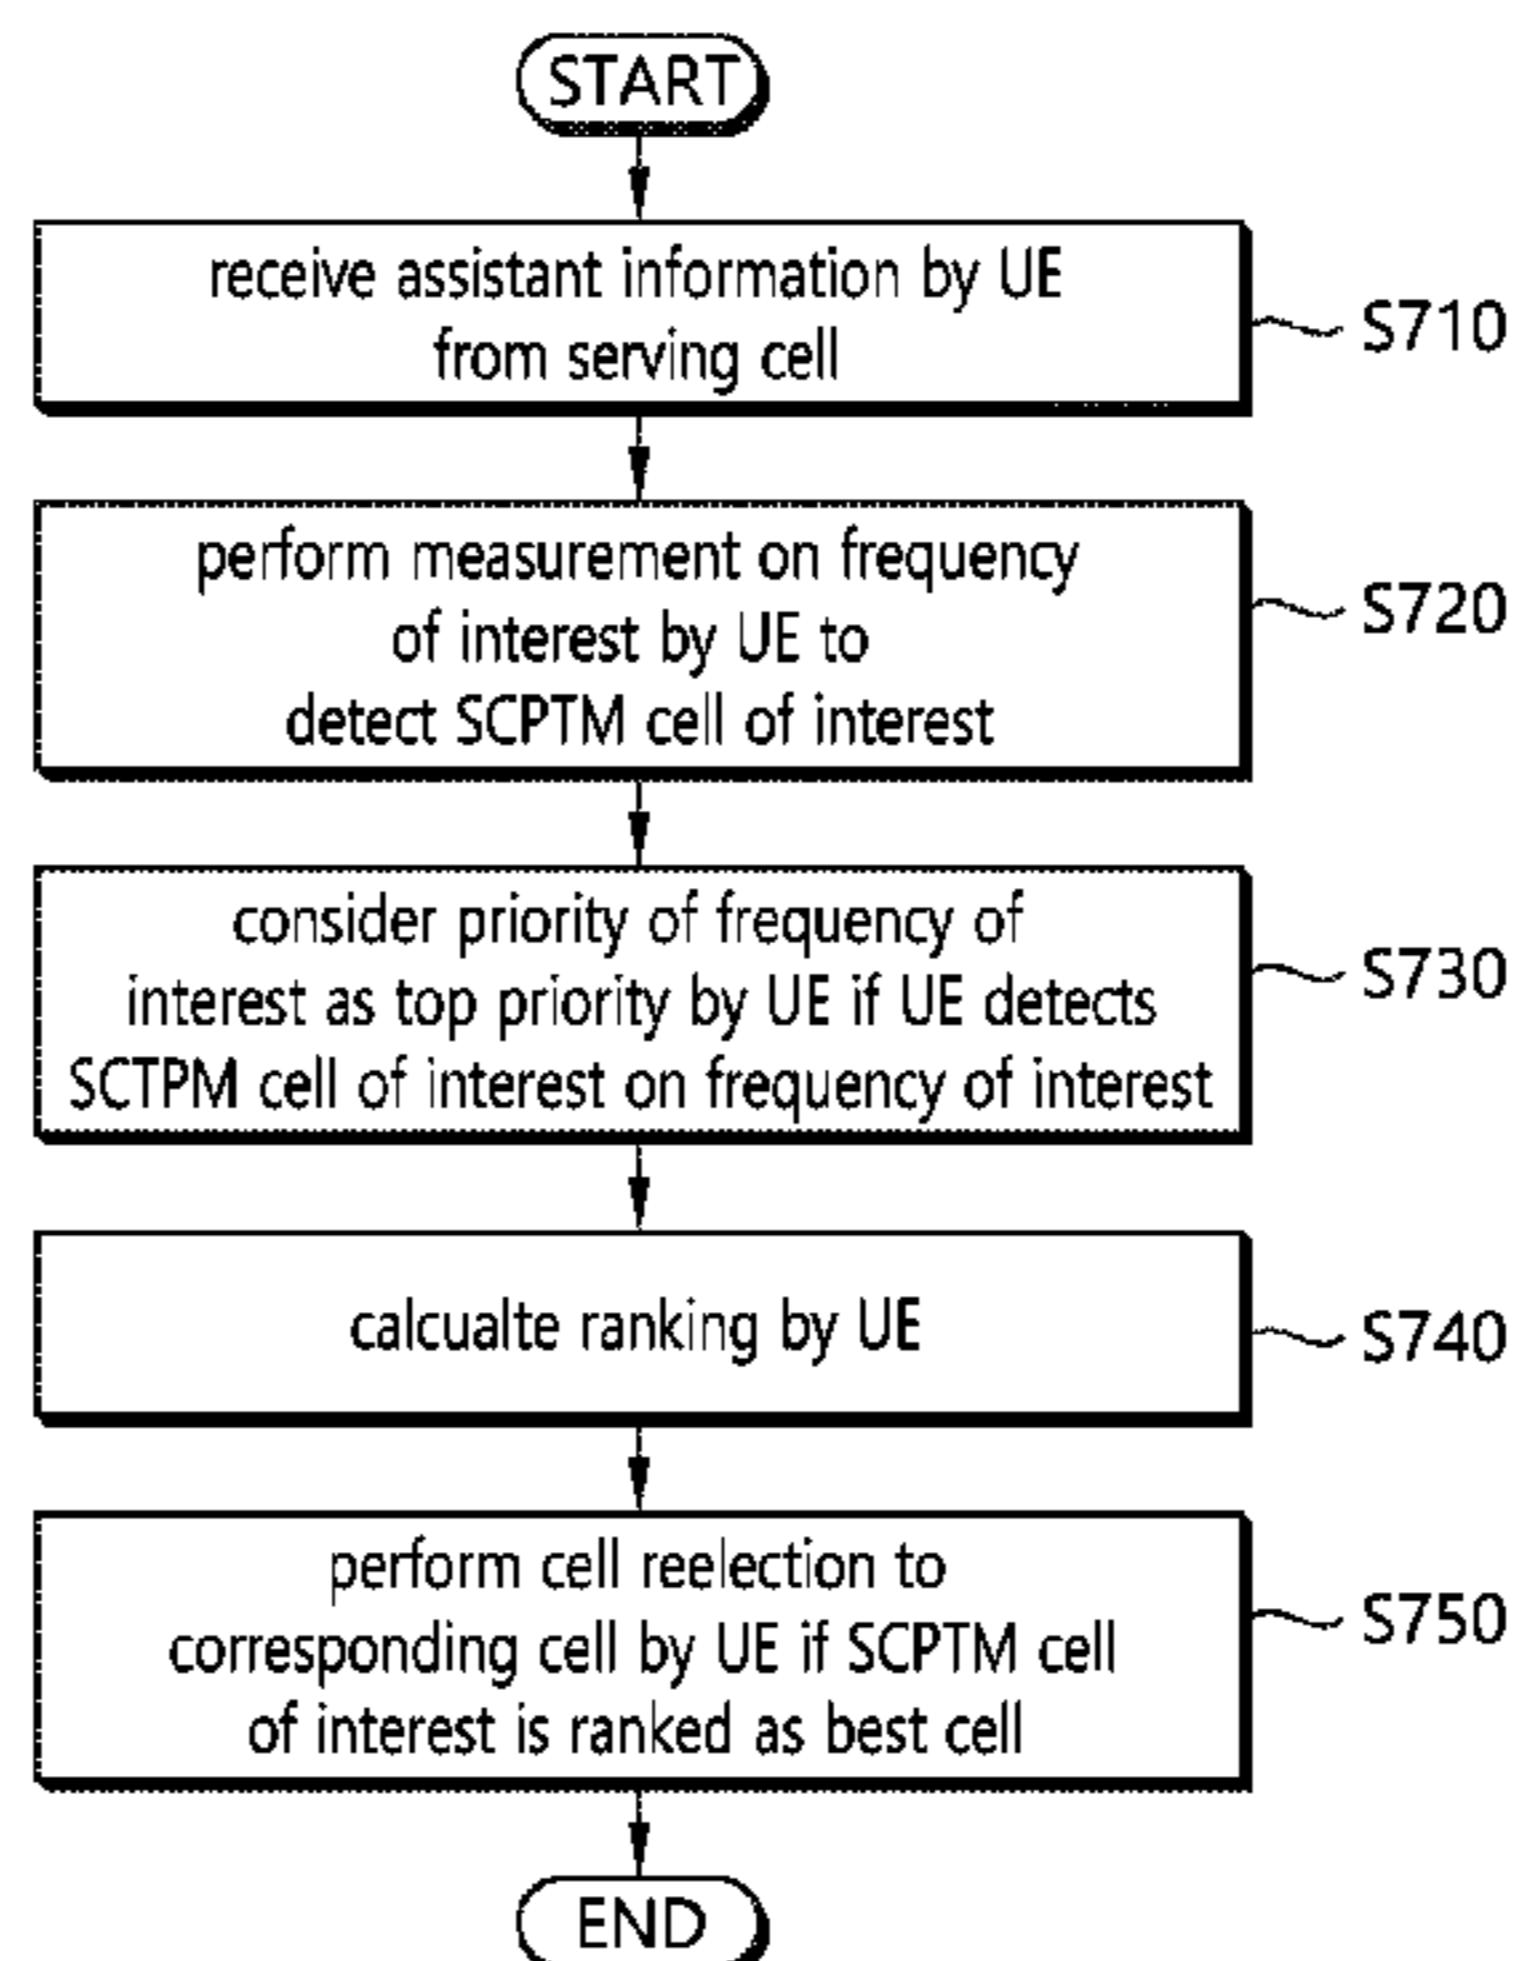 START
receive assistant information by UE
from serving cell
S710
perform measurement on frequency
of interest by UE to
detect SCPTM cell of interest
S720
consider priority of frequency of
interest as top priority by UE if UE detects
SCTPM cell of interest on frequency of interest
S730
calcualte ranking by UE
S740
perform cell reelection to
corresponding cell by UE if SCPTM cell
of interest is ranked as best cell
S750
END